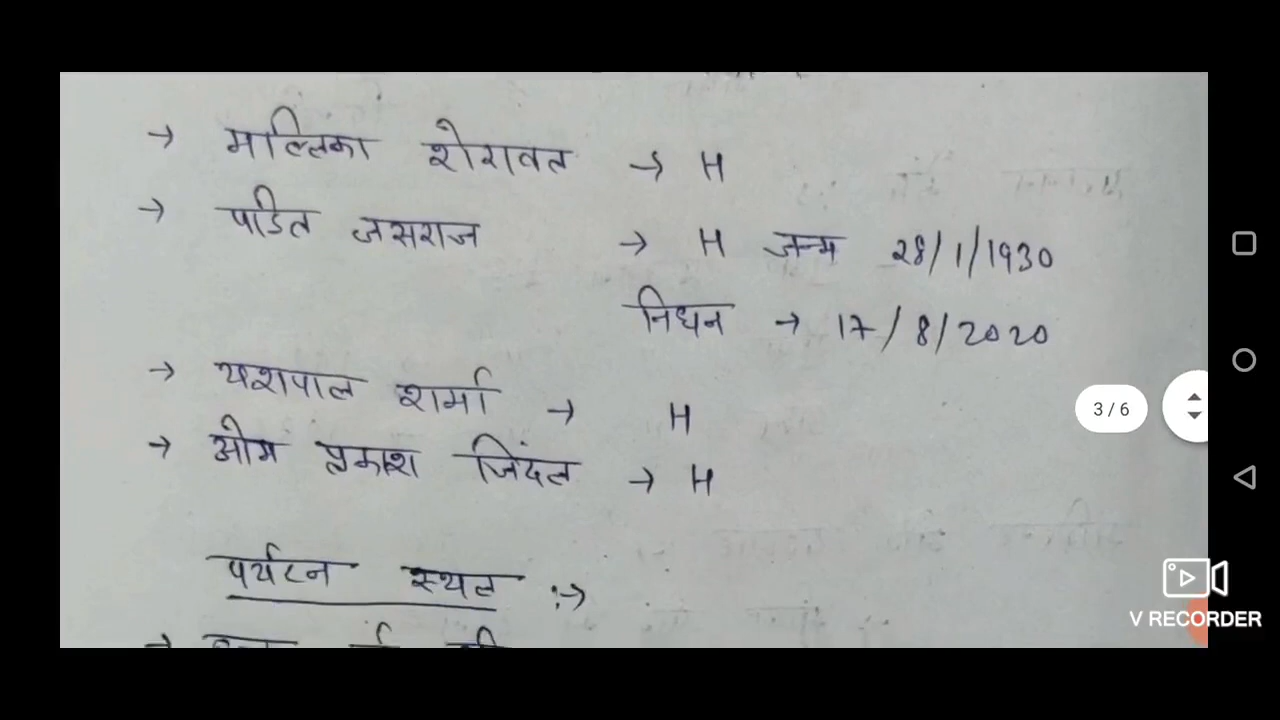 → मल्लिका शेरावत → H
→ पंडित जसराज → H जन्म 28/1/1930
निधन → 17/8/2020
→ यशपाल शर्मा → H
→ ओम प्रकाश जिंदल → H
3 / 6
पर्यटन स्थल :→
V RECORDER